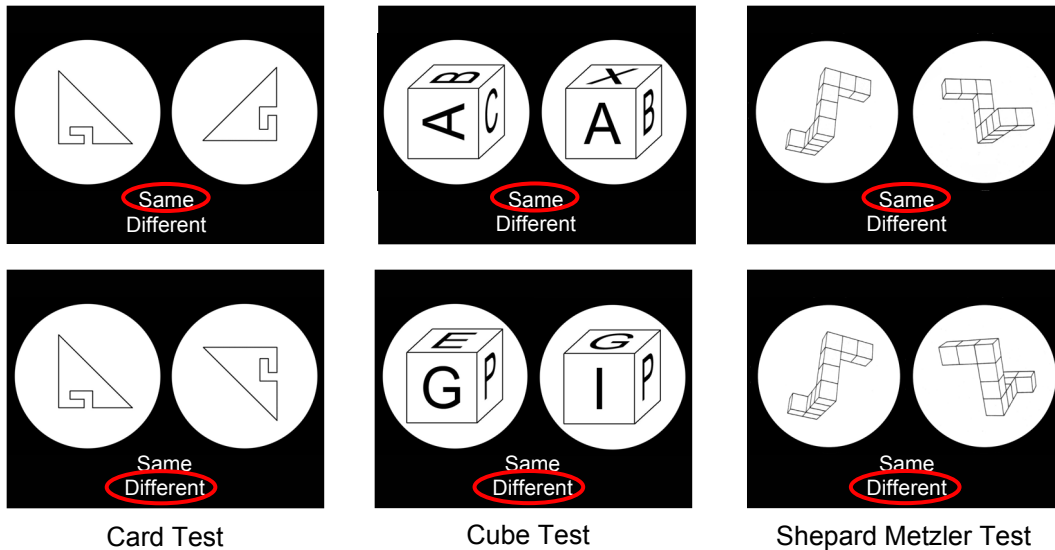 B
A
C
X
A
B
Same
Different
Same
Different
Same
Different
E
G
P
G
I
P
Same
Different
Same
Different
Same
Different
Card Test
Cube Test
Shepard Metzler Test